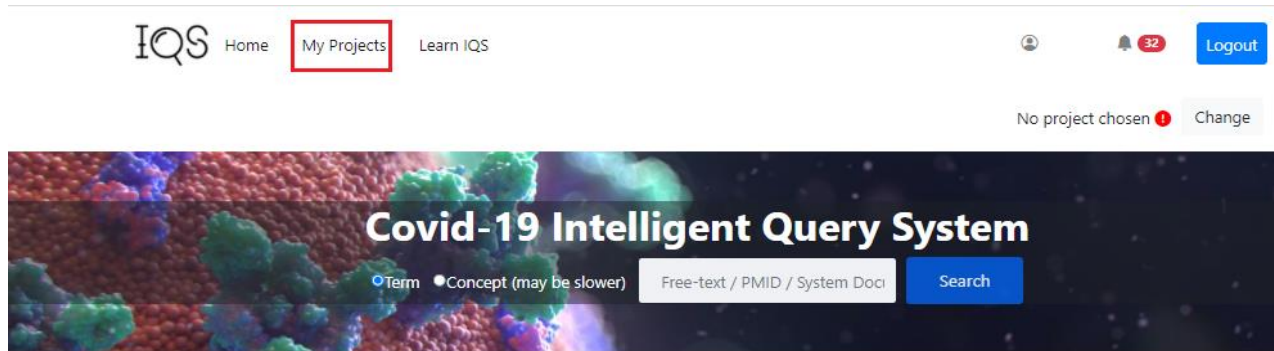 IQS Home My Projects Learn IQS 32 Logout
No project chosen ! Change
Covid-19 Intelligent Query System
Term Concept (may be slower) Free-text / PMID / System Docu Search